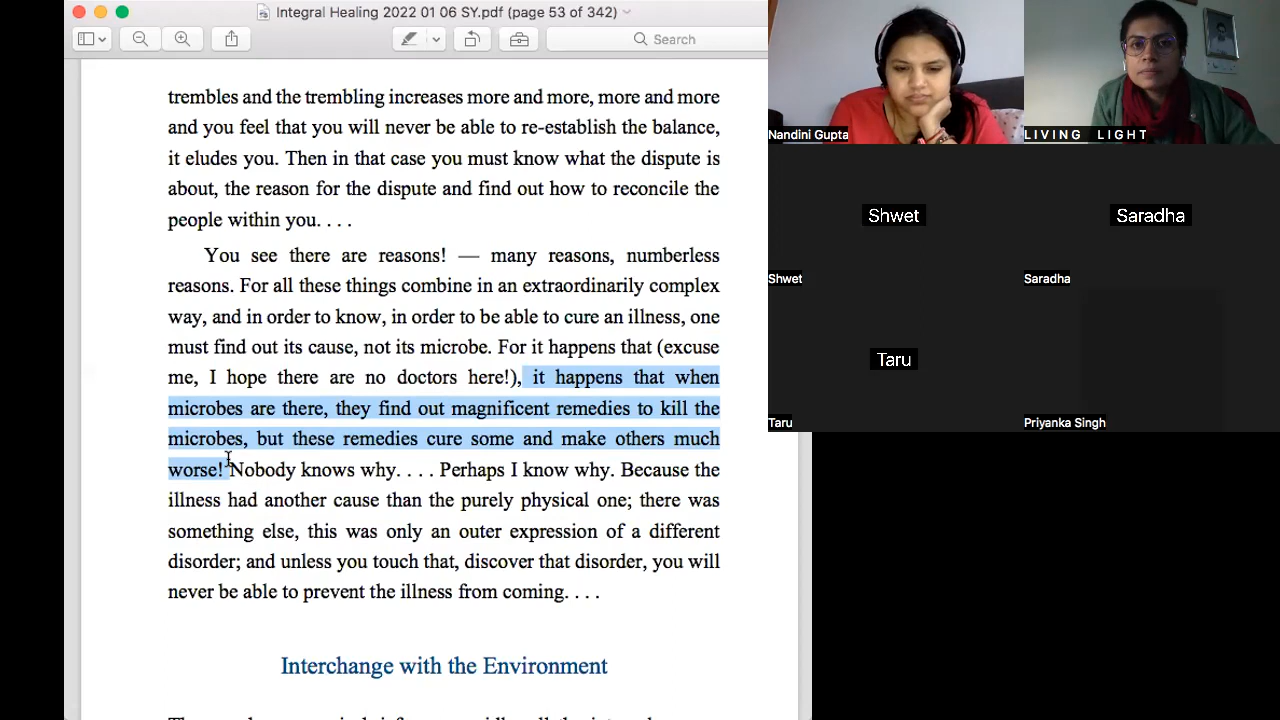 Integral Healing 2022 01 06 SY.pdf (page 53 of 342)
Search
trembles and the trembling increases more and more, more and more
and you feel that you will never be able to re-establish the balance,
it eludes you. Then in that case you must know what the dispute is
about, the reason for the dispute and find out how to reconcile the
people within you. . . .
You see there are reasons! — many reasons, numberless
reasons. For all these things combine in an extraordinarily complex
way, and in order to know, in order to be able to cure an illness, one
must find out its cause, not its microbe. For it happens that (excuse
me, I hope there are no doctors here!), it happens that when
microbes are there, they find out magnificent remedies to kill the
microbes, but these remedies cure some and make others much
worse! Nobody knows why. . . . Perhaps I know why. Because the
illness had another cause than the purely physical one; there was
something else, this was only an outer expression of a different
disorder; and unless you touch that, discover that disorder, you will
never be able to prevent the illness from coming. . . .
Interchange with the Environment
Nandini Gupta
LIVING LIGHT
Shwet
Saradha
Shwet
Saradha
Taru
Taru
Priyanka Singh